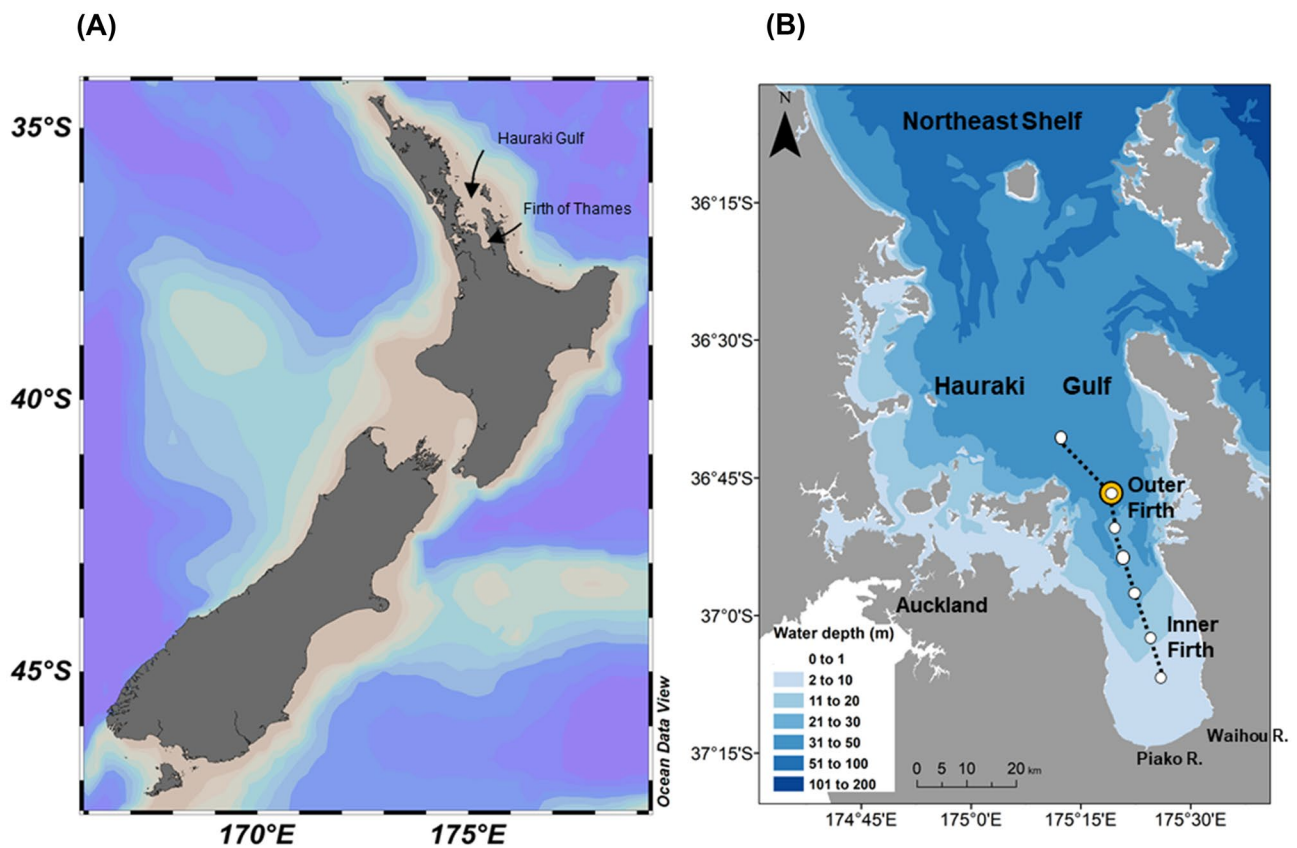 (A)
35°S
40°S
45°S
170°E
175°E
Hauraki Gulf
Firth of Thames
Ocean Data View
(B)
N
Northeast Shelf
36°15'S
36°30'S
36°45'S
37°0'S
37°15'S
Hauraki Gulf
Outer
Firth
Auckland
Inner
Firth
Waihou R.
Piako R.
Water depth (m)
0 to 1
2 to 10
11 to 20
21 to 30
31 to 50
51 to 100
101 to 200
0 5 10 20 km
174°45'E
175°0'E
175°15'E
175°30'E